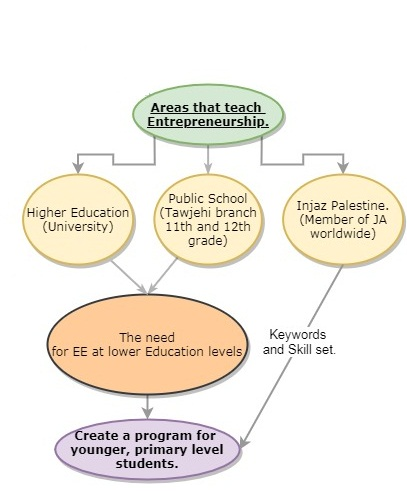 Areas that teach
Entrepreneurship.
Higher Education
(University)
Public School
(Tawjehi branch
11th and 12th
grade)
Injaz Palestine.
(Member of JA
worldwide)
The need
for EE at lower Education levels
Keywords
and Skill set.
Create a program for
younger, primary level
students.